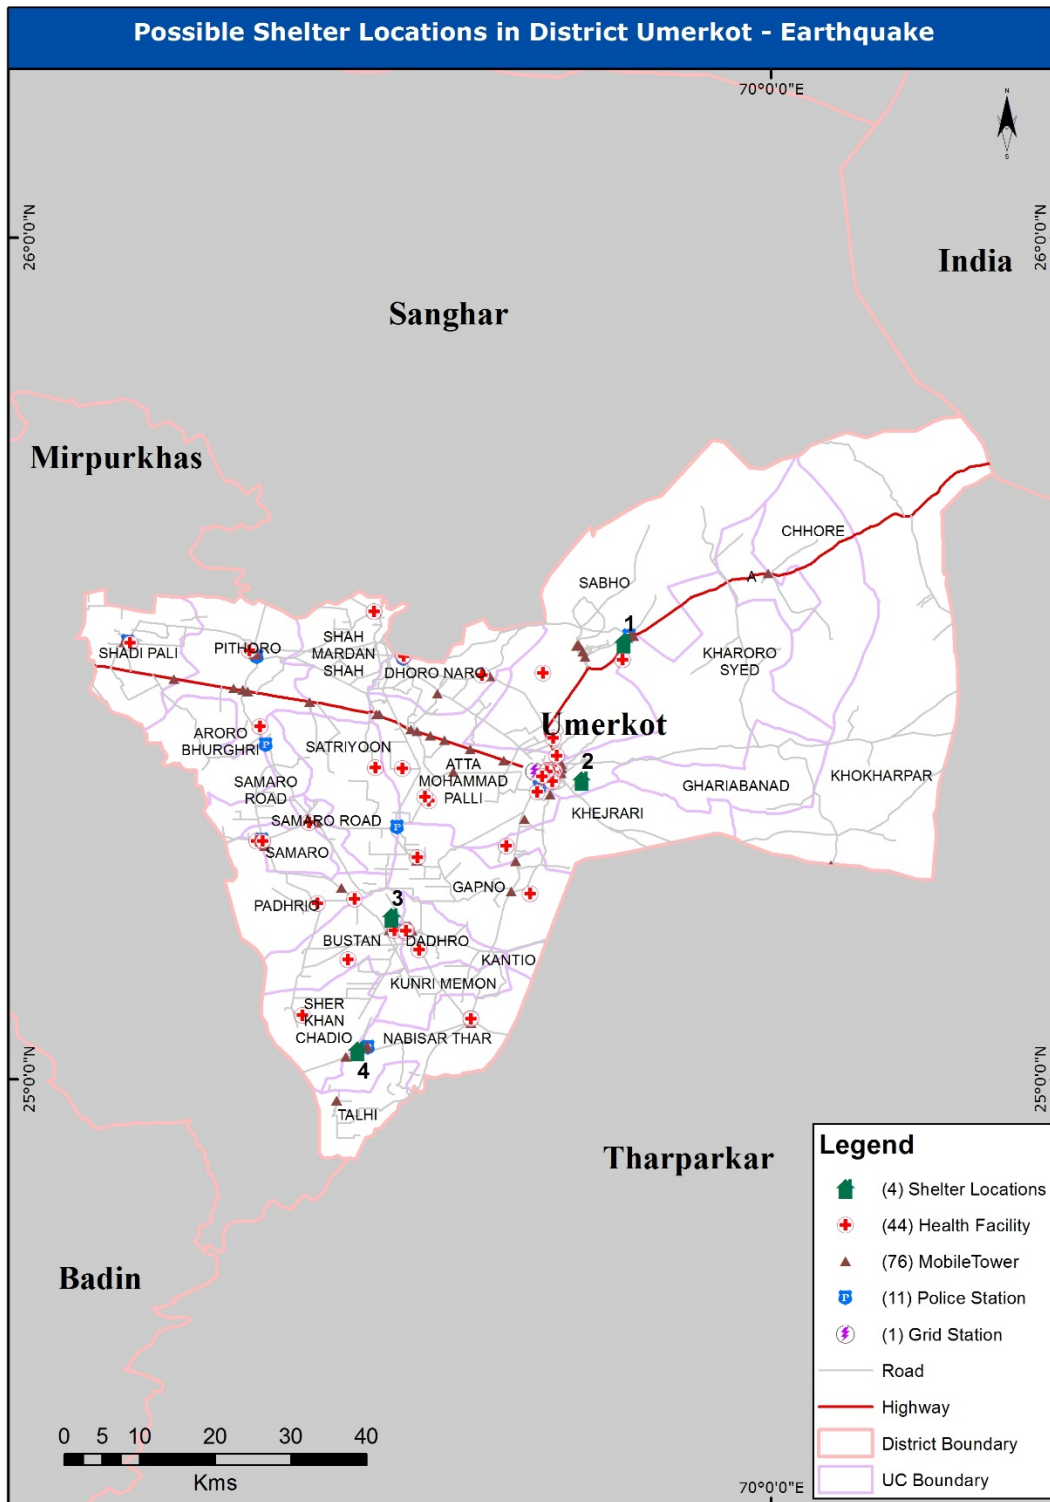 Possible Shelter Locations in District Umerkot - Earthquake
70°0'0"E
N
S
26°0'0"N
26°0'0"N
India
Sanghar
Mirpurkhas
CHHORE
A
SABHO
1
SHAH
MARDAN
SHAH
PITHORO
SHADI PALI
DHORO NARO
KHARORO
SYED
Umerkot
ARORO
BHURGHRI
SATRIYOON
ATTA
MOHAMMAD
PALLI
2
KHOKHARPAR
GHARIABANAD
SAMARO
ROAD
KHEJRARI
SAMARO ROAD
SAMARO
GAPNO
3
PADHRIO
BUSTAN
DADHRO
KANTIO
KUNRI MEMON
SHER
KHAN
CHADIO
NABISAR THAR
4
TALHI
25°0'0"N
25°0'0"N
Tharparkar
Badin
Legend
(4) Shelter Locations
(44) Health Facility
(76) MobileTower
P
(11) Police Station
(1) Grid Station
Road
Highway
District Boundary
UC Boundary
0 5 10 20 30 40
Kms
70°0'0"E